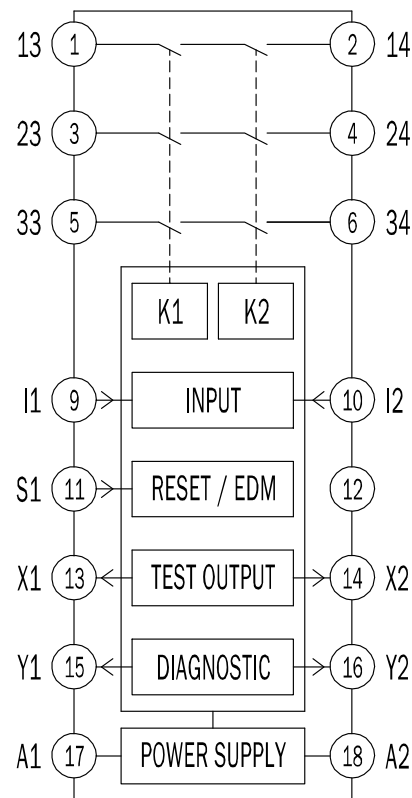 13 1 2 14
23 3 4 24
33 5 6 34
K1 K2
I1 9 INPUT 10 I2
S1 11 RESET / EDM 12
X1 13 TEST OUTPUT 14 X2
Y1 15 DIAGNOSTIC 16 Y2
A1 17 POWER SUPPLY 18 A2